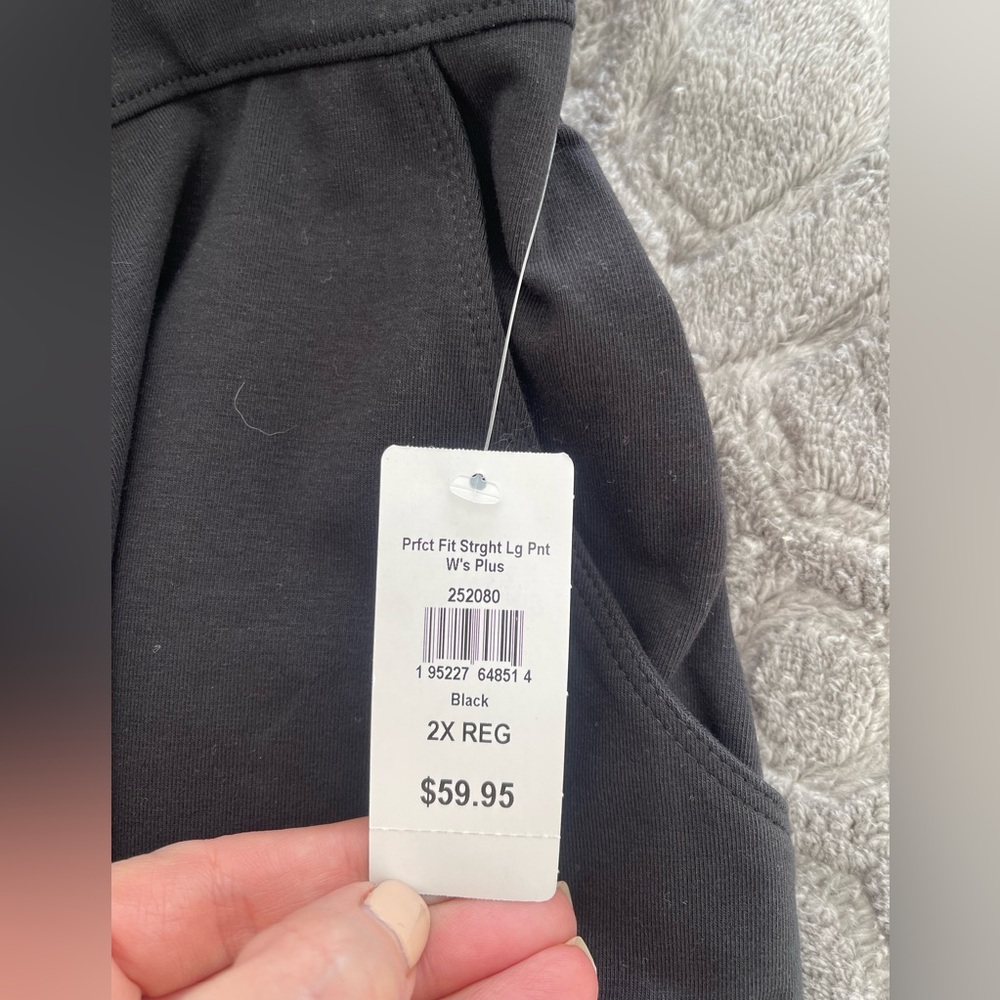 Prfct Fit Strght Lg Pnt
W's Plus
252080
1 95227 64851 4
Black
2X REG
$59.95